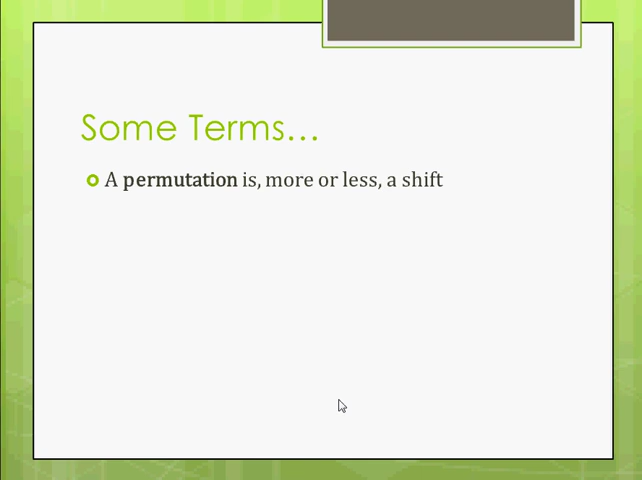 Some Terms...
A permutation is, more or less, a shift